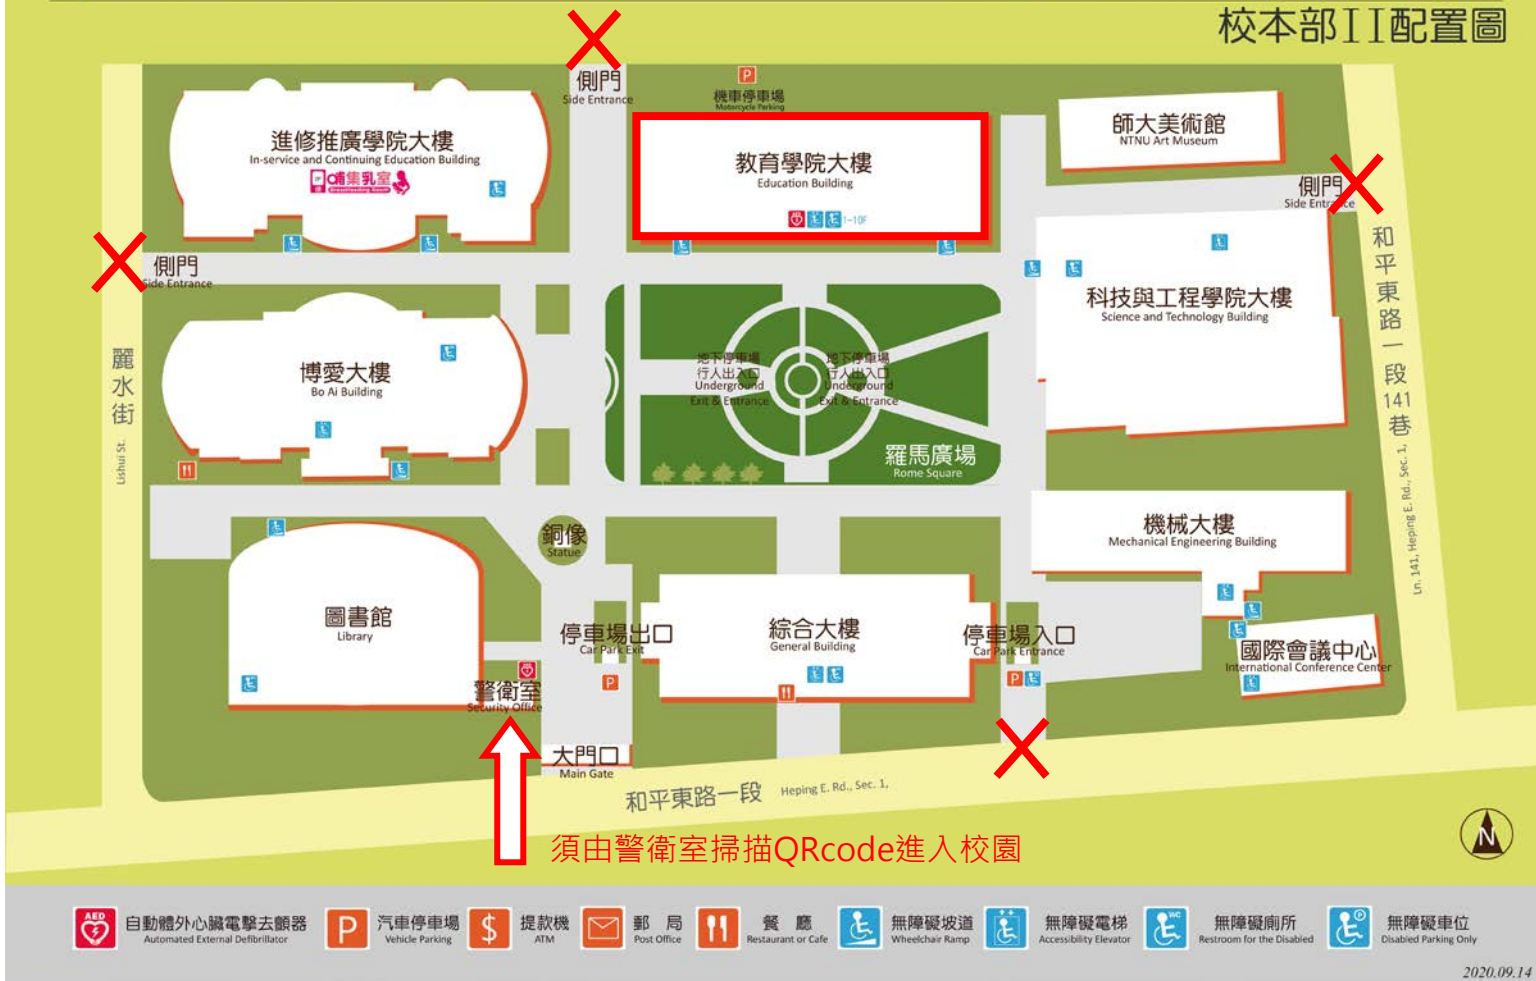 校本部II配置圖
側門
Side Entrance
P
機車停車場
Motorcycle Parking
進修推廣學院大樓
In-service and Continuing Education Building
哺集乳室
Breastfeeding Room
教育學院大樓
Education Building
1-10F
師大美術館
NTNU Art Museum
側門
Side Entrance
側門
Side Entrance
科技與工程學院大樓
Science and Technology Building
和平東路一段141巷
Ln. 141, Heping E. Rd., Sec. 1,
麗水街
Lishui St.
博愛大樓
Bo Ai Building
地下停車場
行人出入口
Underground
Exit & Entrance
地下停車場
行人出入口
Underground
Exit & Entrance
羅馬廣場
Rome Square
銅像
Statue
機械大樓
Mechanical Engineering Building
圖書館
Library
停車場出口
Car Park Exit
P
綜合大樓
General Building
停車場入口
Car Park Entrance
P
國際會議中心
International Conference Center
警衛室
Security Office
大門口
Main Gate
和平東路一段 Heping E. Rd., Sec. 1,
須由警衛室掃描QRcode進入校園
N
AED
自動體外心臟電擊去顫器
Automated External Defibrillator
P
汽車停車場
Vehicle Parking
$
提款機
ATM
郵 局
Post Office
餐 廳
Restaurant or Cafe
無障礙坡道
Wheelchair Ramp
無障礙電梯
Accessibility Elevator
WC
無障礙廁所
Restroom for the Disabled
P
無障礙車位
Disabled Parking Only
2020.09.14